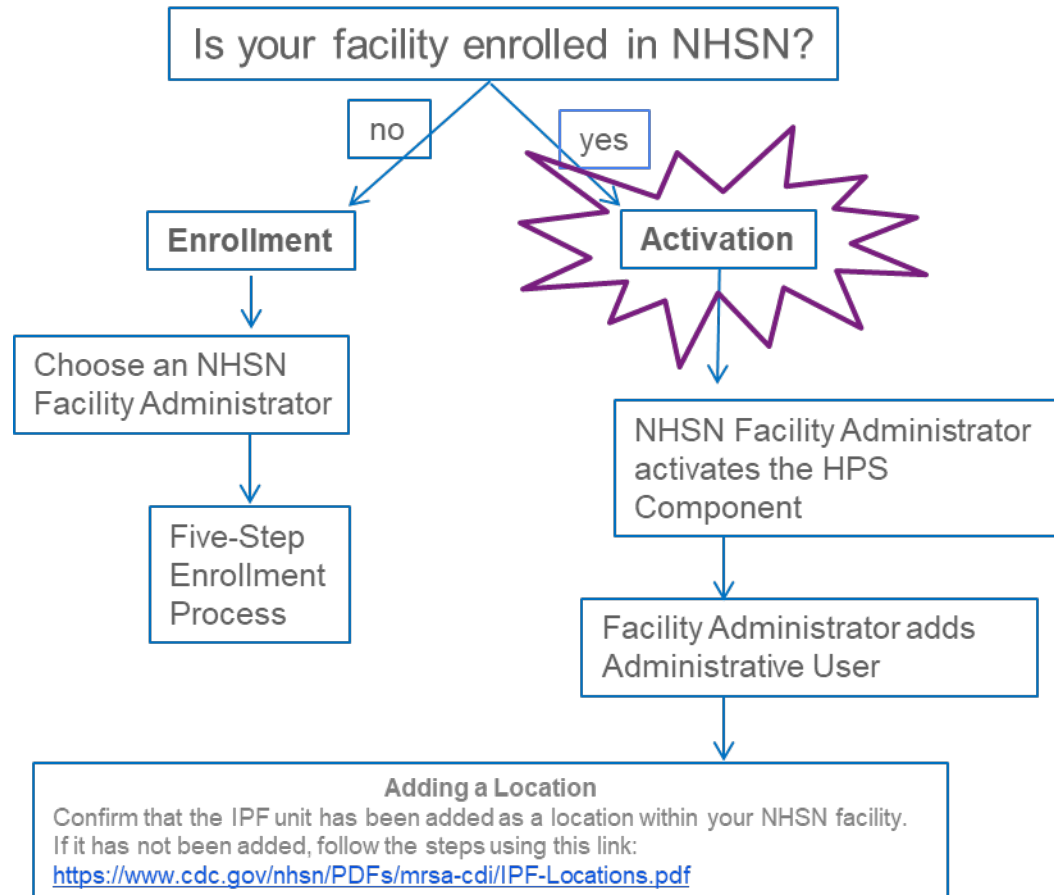 Is your facility enrolled in NHSN?
no
yes
Enrollment
Activation
Choose an NHSN
Facility Administrator
NHSN Facility Administrator
activates the HPS
Component
Five-Step
Enrollment
Process
Facility Administrator adds
Administrative User
Adding a Location
Confirm that the IPF unit has been added as a location within your NHSN facility.
If it has not been added, follow the steps using this link:
https://www.cdc.gov/nhsn/PDFs/mrsa-cdi/IPF-Locations.pdf